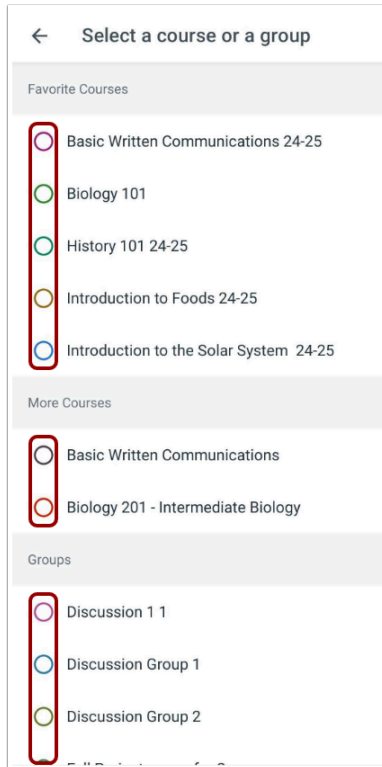 Select a course or a group
Favorite Courses
Basic Written Communications 24-25
Biology 101
History 101 24-25
Introduction to Foods 24-25
Introduction to the Solar System 24-25
More Courses
Basic Written Communications
Biology 201 - Intermediate Biology
Groups
Discussion 1 1
Discussion Group 1
Discussion Group 2